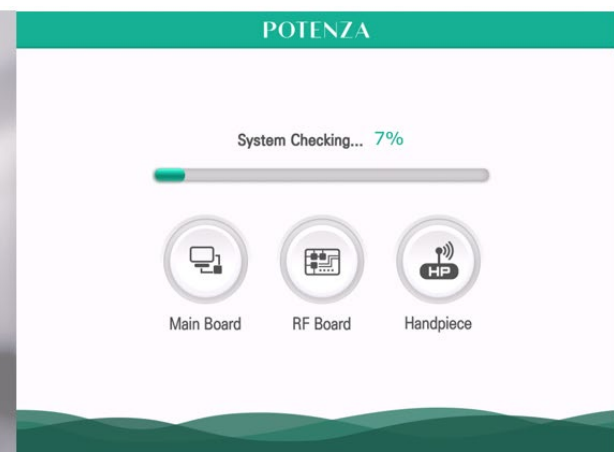 POTENZA
System Checking... 7%
HP
Main Board RF Board Handpiece